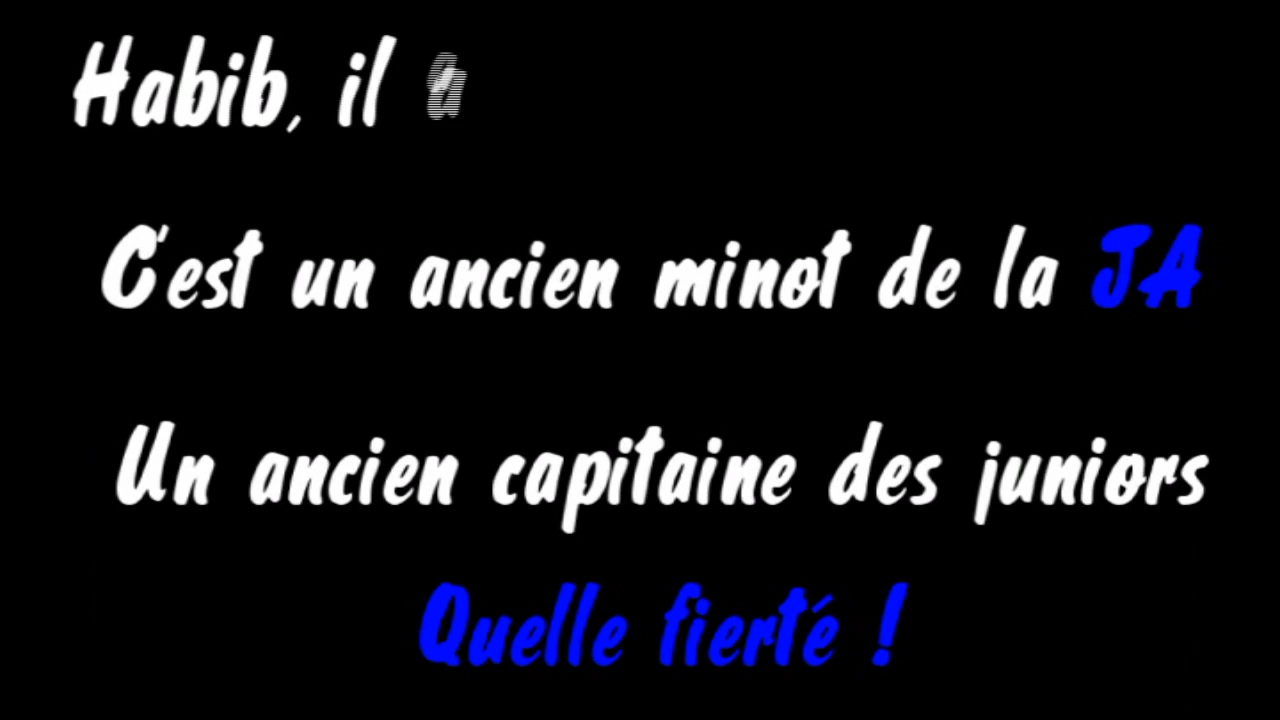 Habib, il
C'est un ancien minot de la JA
Un ancien capitaine des juniors
Quelle fierté !